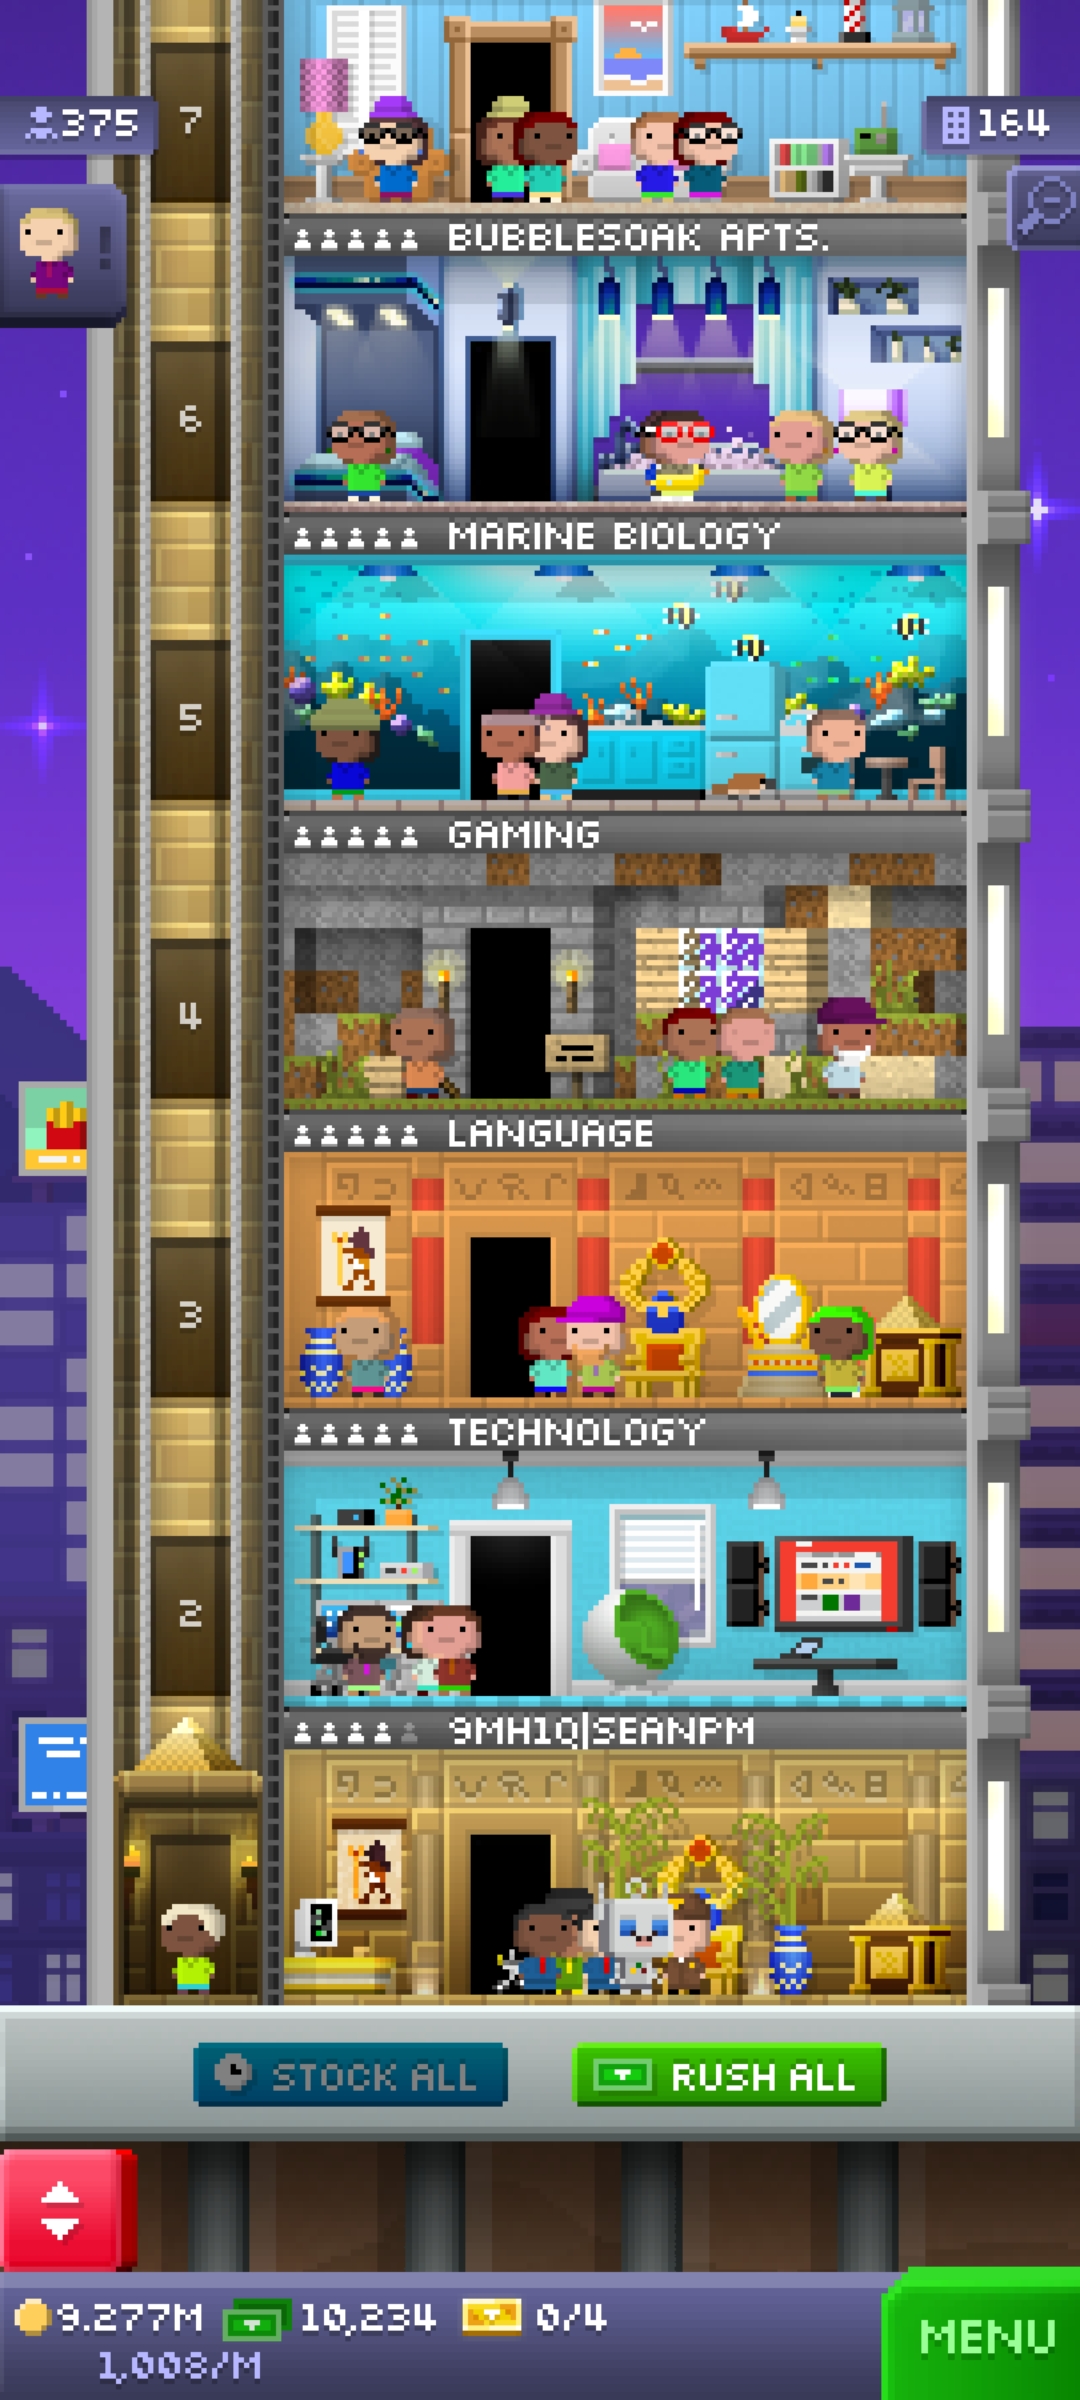 375
7
164
BUBBLESOAK APTS.
6
MARINE BIOLOGY
5
GAMING
4
LANGUAGE
3
TECHNOLOGY
2
9MH1Q|SEANPM
STOCK ALL
RUSH ALL
9.277M 10,234 0/4
1,008/M
MENU